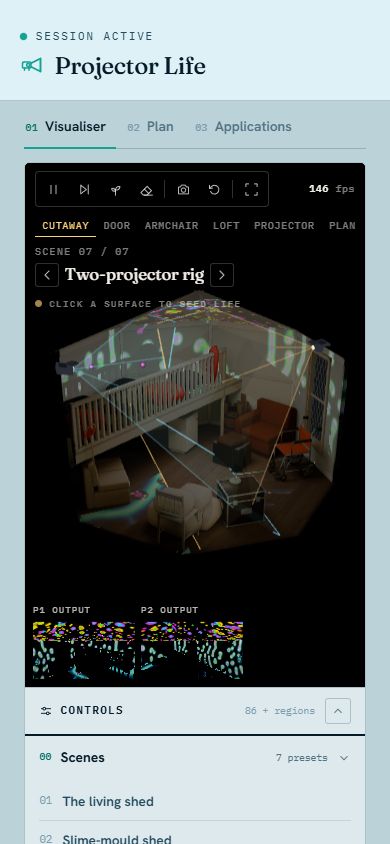 SESSION ACTIVE
Projector Life
01 Visualiser 02 Plan 03 Applications
146 fps
CUTAWAY DOOR ARMCHAIR LOFT PROJECTOR PLAN
SCENE 07 / 07
Two-projector rig
CLICK A SURFACE TO SEED LIFE
P1 OUTPUT P2 OUTPUT
CONTROLS 86 + regions
00 Scenes 7 presets
01 The living shed
02 Slime-mould shed